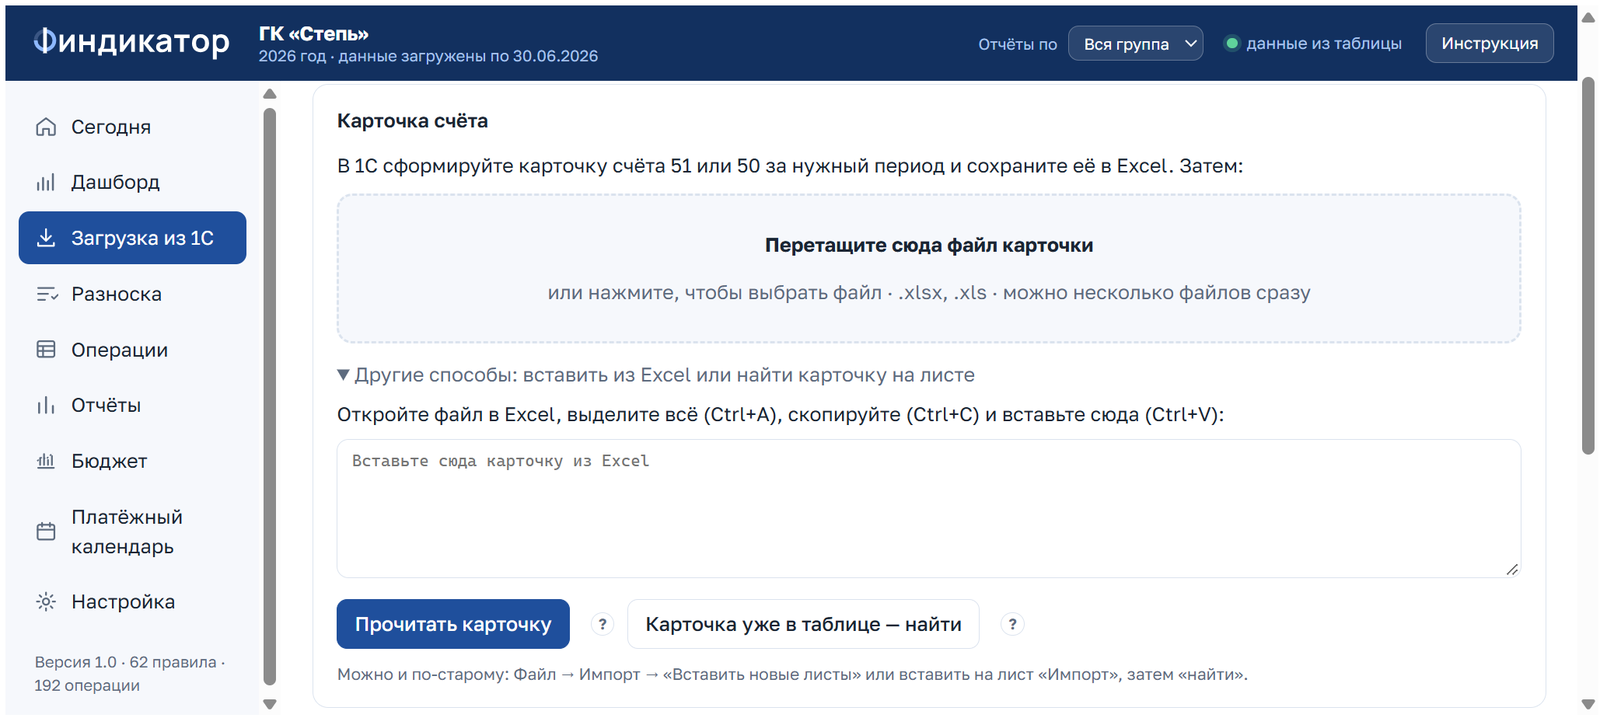 Финдикатор
ГК «Степь»
2026 год · данные загружены по 30.06.2026
Отчёты по
Вся группа
данные из таблицы
Инструкция
Сегодня
Дашборд
Загрузка из 1С
Разноска
Операции
Отчёты
Бюджет
Платёжный
календарь
Настройка
Версия 1.0 · 62 правила ·
192 операции
Карточка счёта
В 1С сформируйте карточку счёта 51 или 50 за нужный период и сохраните её в Excel. Затем:
Перетащите сюда файл карточки
или нажмите, чтобы выбрать файл · .xlsx, .xls · можно несколько файлов сразу
▼ Другие способы: вставить из Excel или найти карточку на листе
Откройте файл в Excel, выделите всё (Ctrl+A), скопируйте (Ctrl+C) и вставьте сюда (Ctrl+V):
Вставьте сюда карточку из Excel
Прочитать карточку
?
Карточка уже в таблице — найти
?
Можно и по-старому: Файл → Импорт → «Вставить новые листы» или вставить на лист «Импорт», затем «найти».